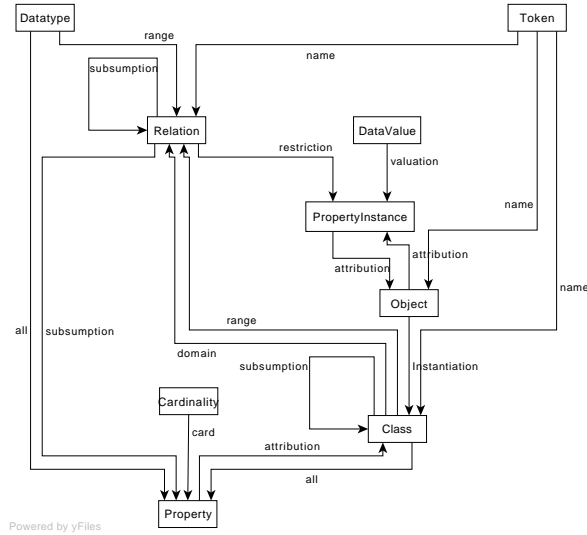 Datatype
Token
range
name
subsumption
Relation
DataValue
restriction
valuation
name
PropertyInstance
attribution
attribution
name
Object
range
all
subsumption
domain
subsumption
Instantiation
Cardinality
Class
card
attribution
all
Property
Powered by yFiles